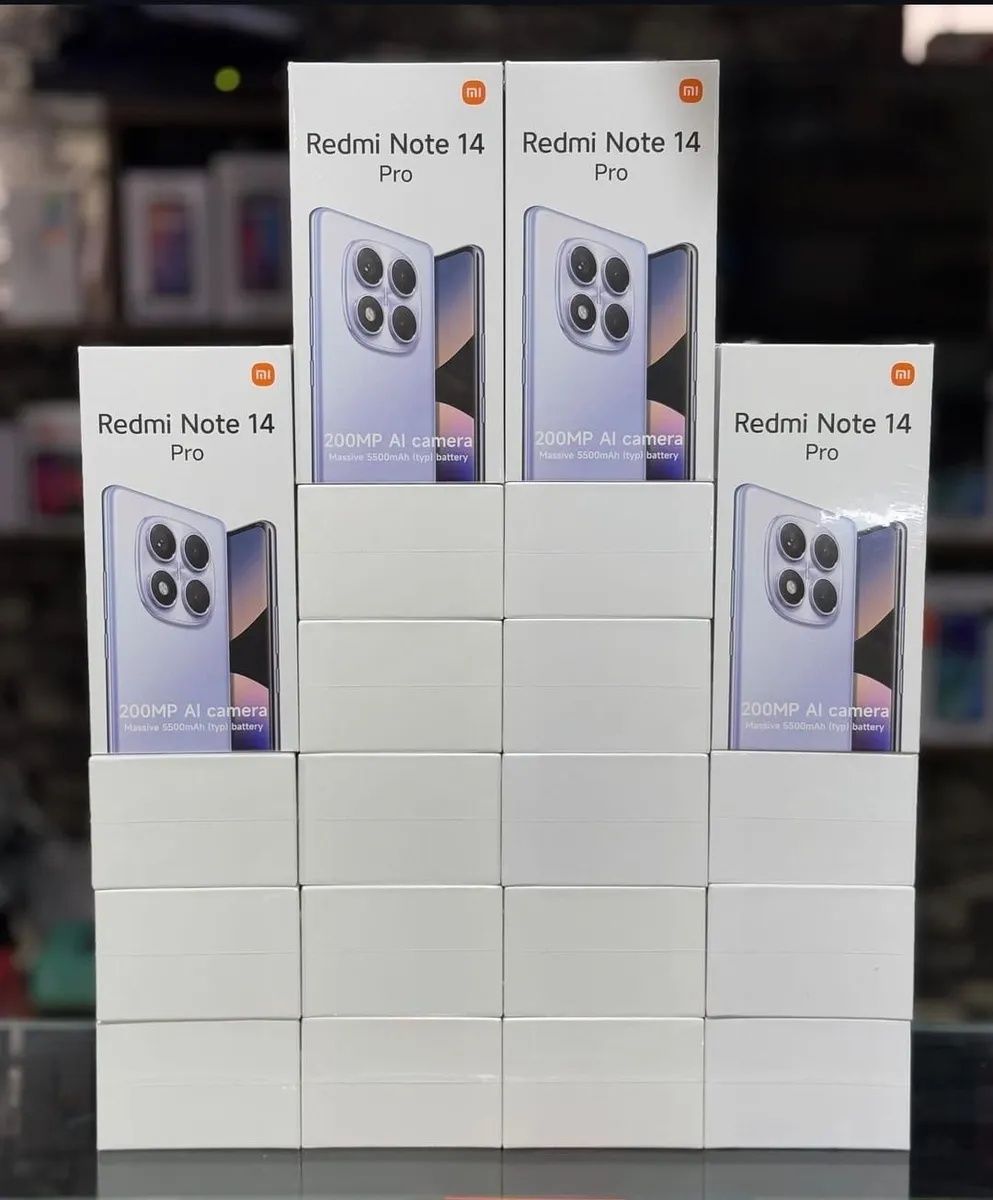 mi
Redmi Note 14
Pro
200MP AI camera
Massive 5500mAh (typ) battery
mi
Redmi Note 14
Pro
200MP AI camera
Massive 5500mAh (typ) battery
mi
Redmi Note 14
Pro
200MP AI camera
Massive 5500mAh (typ) battery
mi
Redmi Note 14
Pro
200MP AI camera
Massive 5500mAh (typ) battery